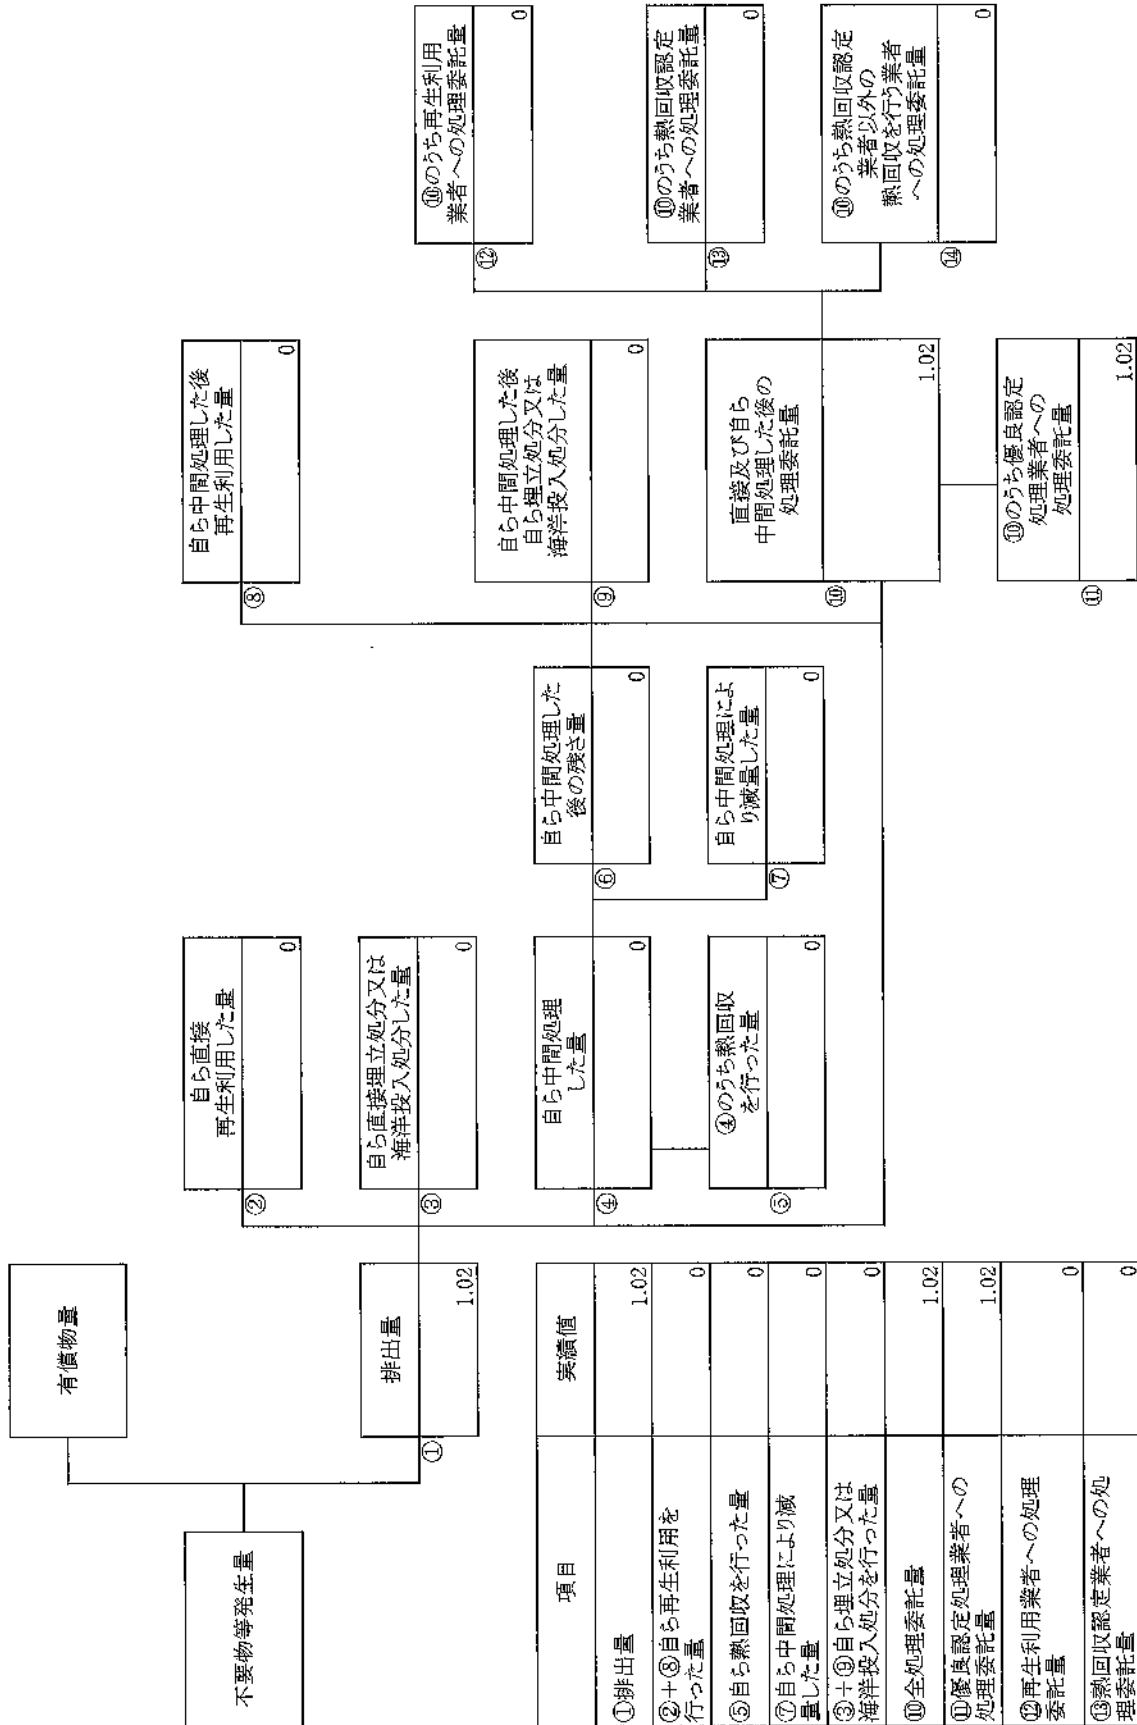 不要物等発生量
有償物量
①
排出量
1.02
②
自ら直接
再生利用した量
0
③
自ら直接埋立処分又は
海洋投入処分した量
0
④
自ら中間処理
した量
0
⑤
④のうち熱回収
を行った量
0
⑥
自ら中間処理した
後の残さ量
0
⑦
自ら中間処理によ
り減量した量
0
⑧
自ら中間処理した後
再生利用した量
0
⑨
自ら中間処理した後
自ら埋立処分又は
海洋投入処分した量
0
⑩
直接及び自ら
中間処理した後の
処理委託量
1.02
⑪
⑩のうち優良認定
処理業者への
処理委託量
1.02
⑫
⑩のうち再生利用
業者への処理委託量
0
⑬
⑩のうち熱回収認定
業者への処理委託量
0
⑭
⑩のうち熱回収認定
業者以外の
熱回収を行う業者
への処理委託量
0
項目
実績値
①排出量
1.02
②+⑧自ら再生利用を
行った量
0
⑤自ら熱回収を行った量
0
⑦自ら中間処理により減
量した量
0
③+⑨自ら埋立処分又は
海洋投入処分を行った量
0
⑩全処理委託量
1.02
⑪優良認定処理業者への
処理委託量
1.02
⑫再生利用業者への処理
委託量
0
⑬熱回収認定業者への処
理委託量
0